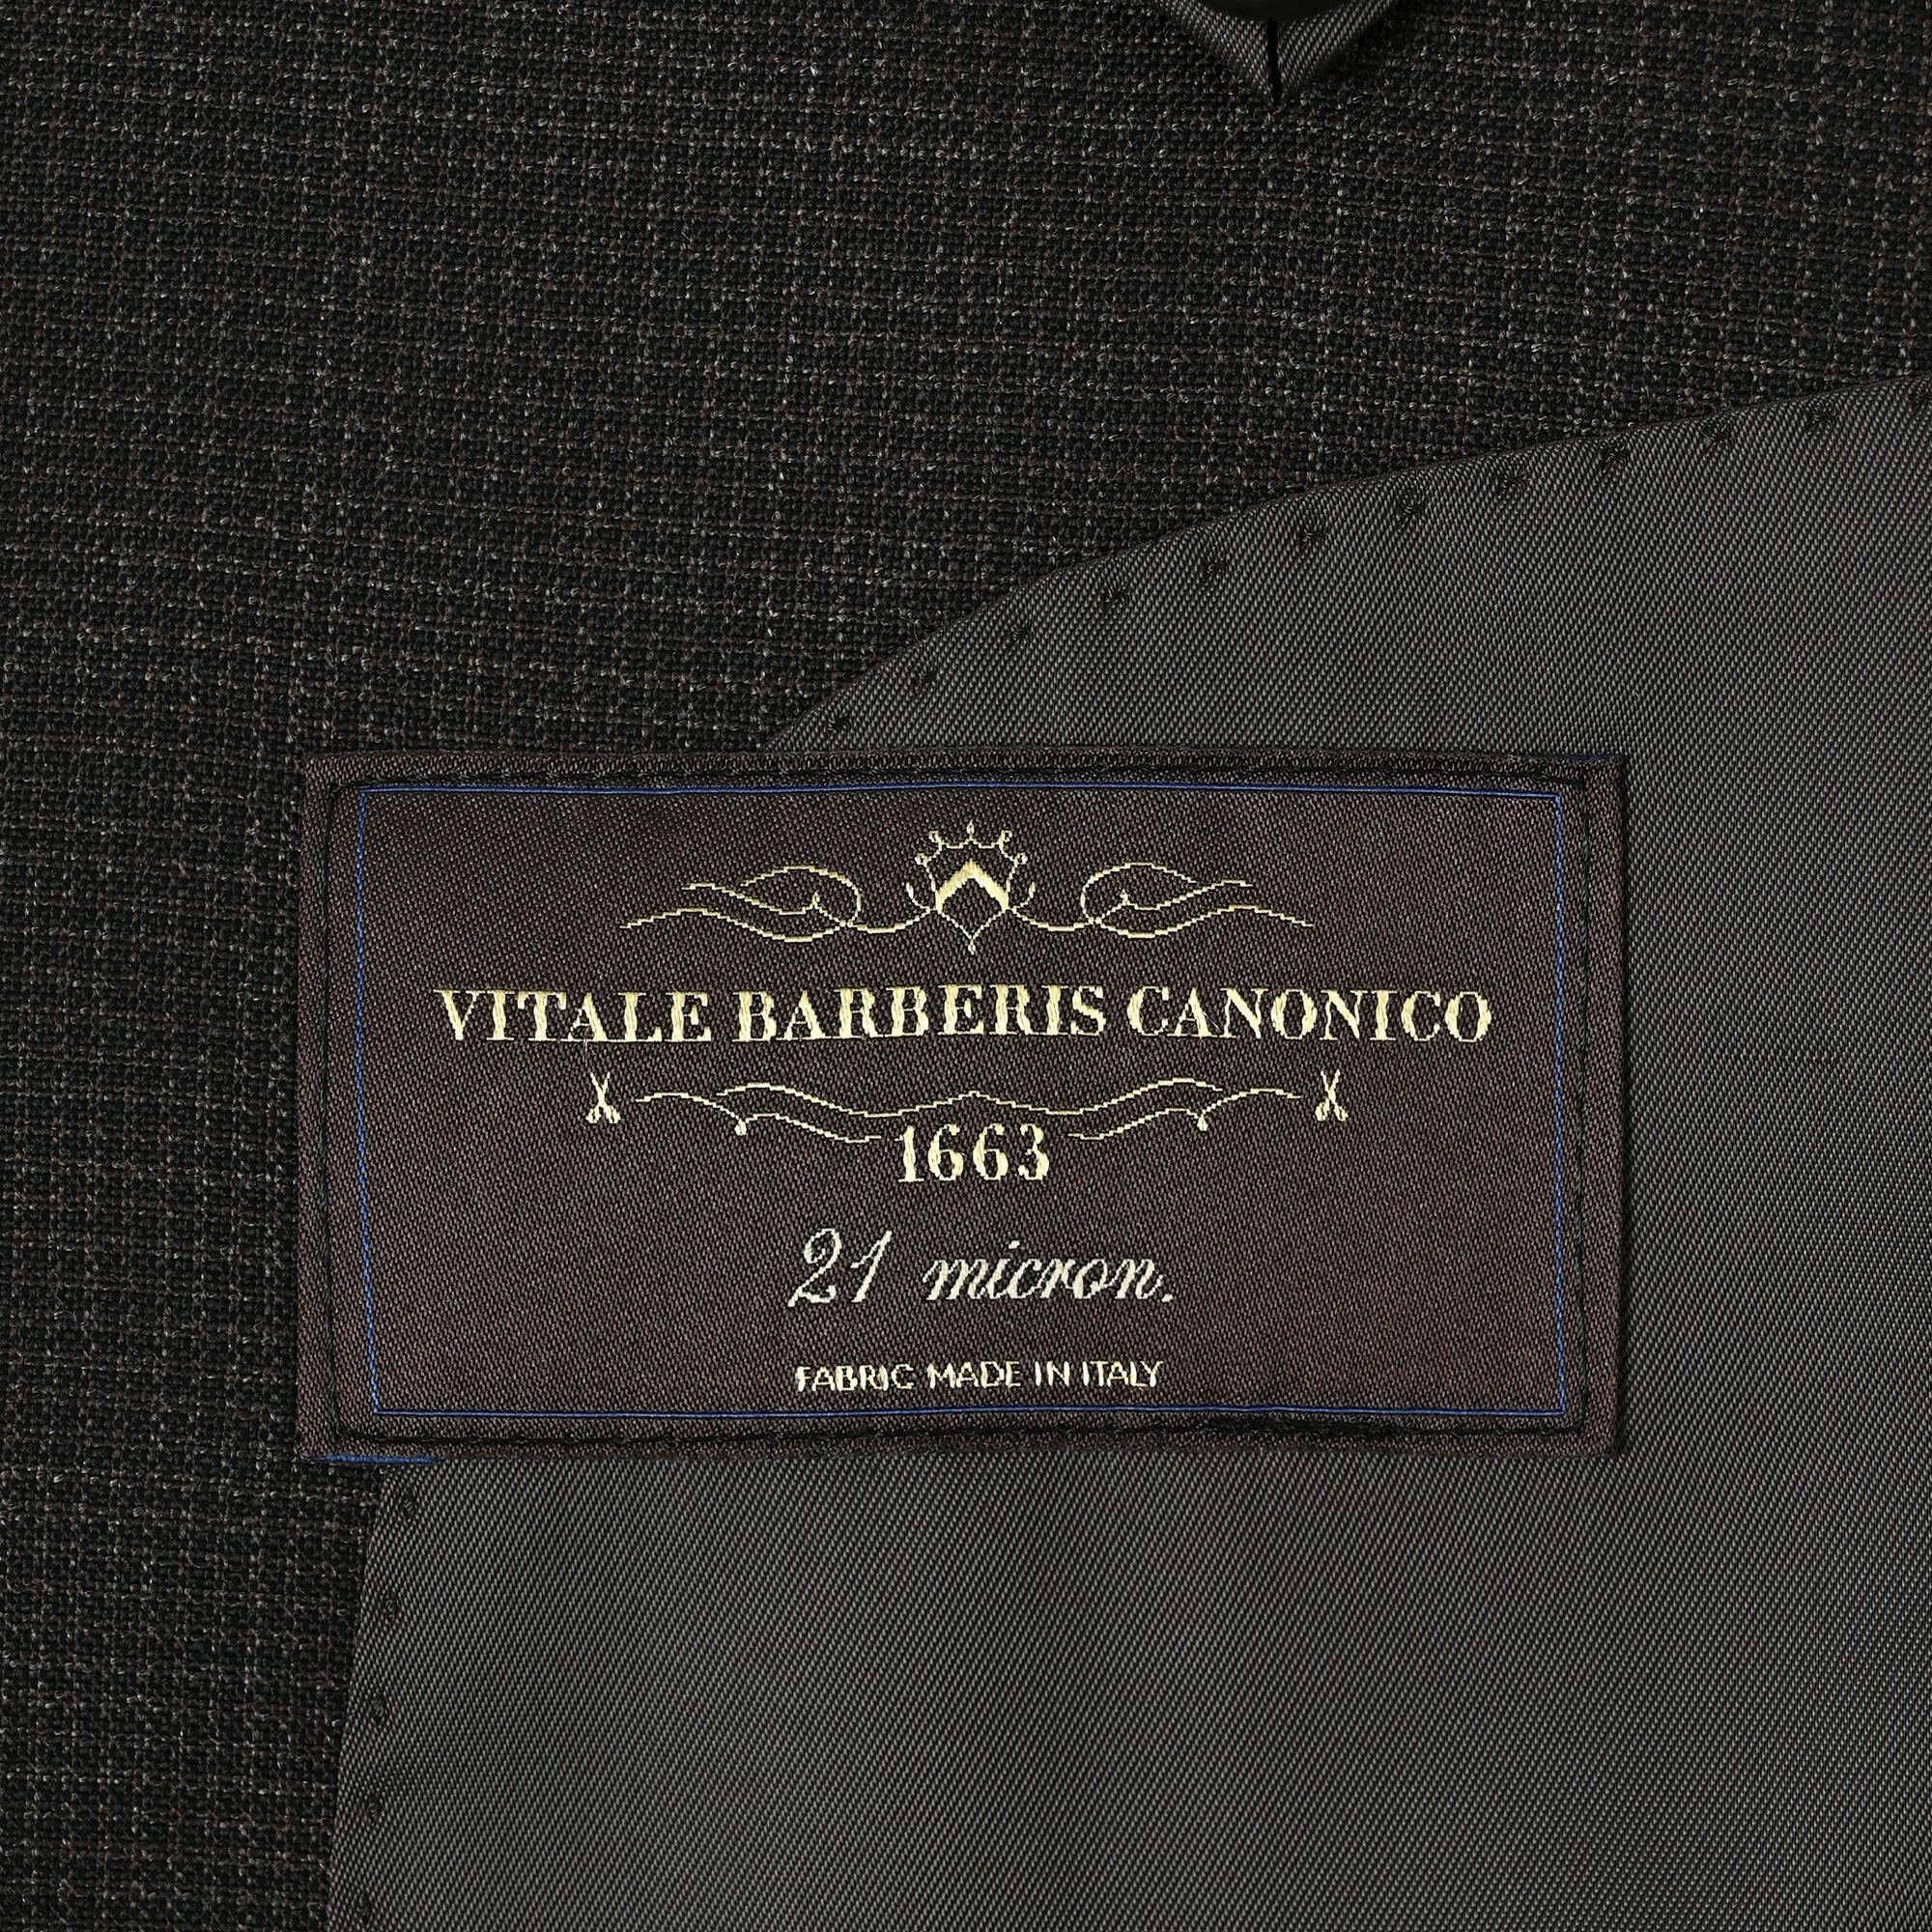 VITALE BARBERIS CANONICO
1663
21 micron.
FABRIC MADE IN ITALY